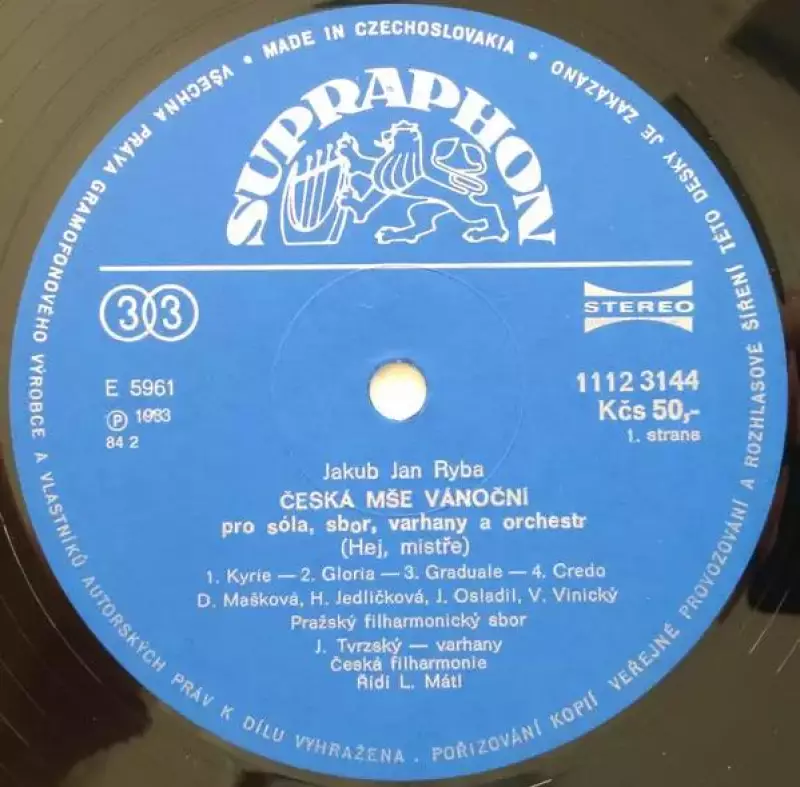 VŠECHNA PRÁVA GRAMOFONOVÉHO VÝROBCE A VLASTNÍKŮ AUTORSKÝCH PRÁV K DÍLU VYHRAŽENA. POŘIZOVÁNÍ KOPIÍ VEŘEJNÉ PROVOZOVÁNÍ A ROZHLASOVÉ ŠÍŘENÍ TÉTO DESKY JE ZAKÁZÁNO
• MADE IN CZECHOSLOVAKIA •
SUPRAPHON
33
STEREO
E 5961
Ⓟ 1983
84 2
1112 3144
Kčs 50,-
1. strana
Jakub Jan Ryba
ČESKÁ MŠE VÁNOČNÍ
pro sóla, sbor, varhany a orchestr
(Hej, mistře)
1. Kyrie — 2. Gloria — 3. Graduale — 4. Credo
D. Mašková, H. Jedličková, J. Osladil, V. Vinický
Pražský filharmonický sbor
J. Tvrzský — varhany
Česká filharmonie
Řídí L. Mátl